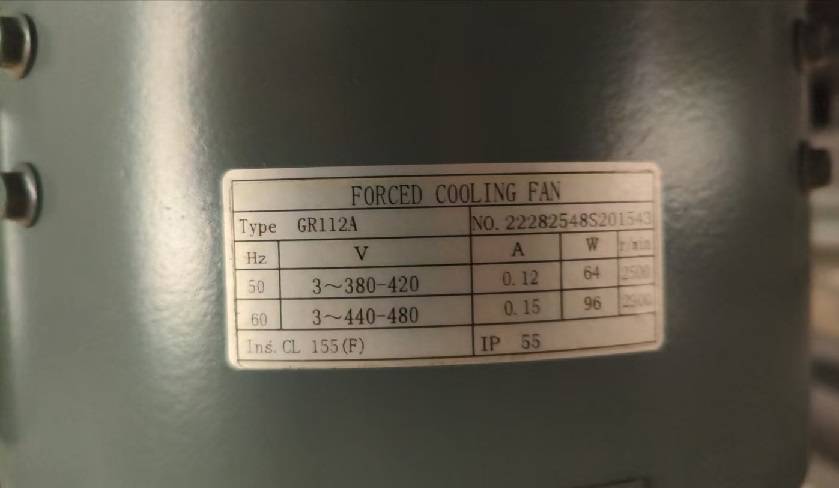 FORCED COOLING FAN
Type GR112A NO. 22282548S201543
Hz V A W r/min
50 3～380-420 0.12 64 2500
60 3～440-480 0.15 96 2900
Ins. CL 155(F) IP 55